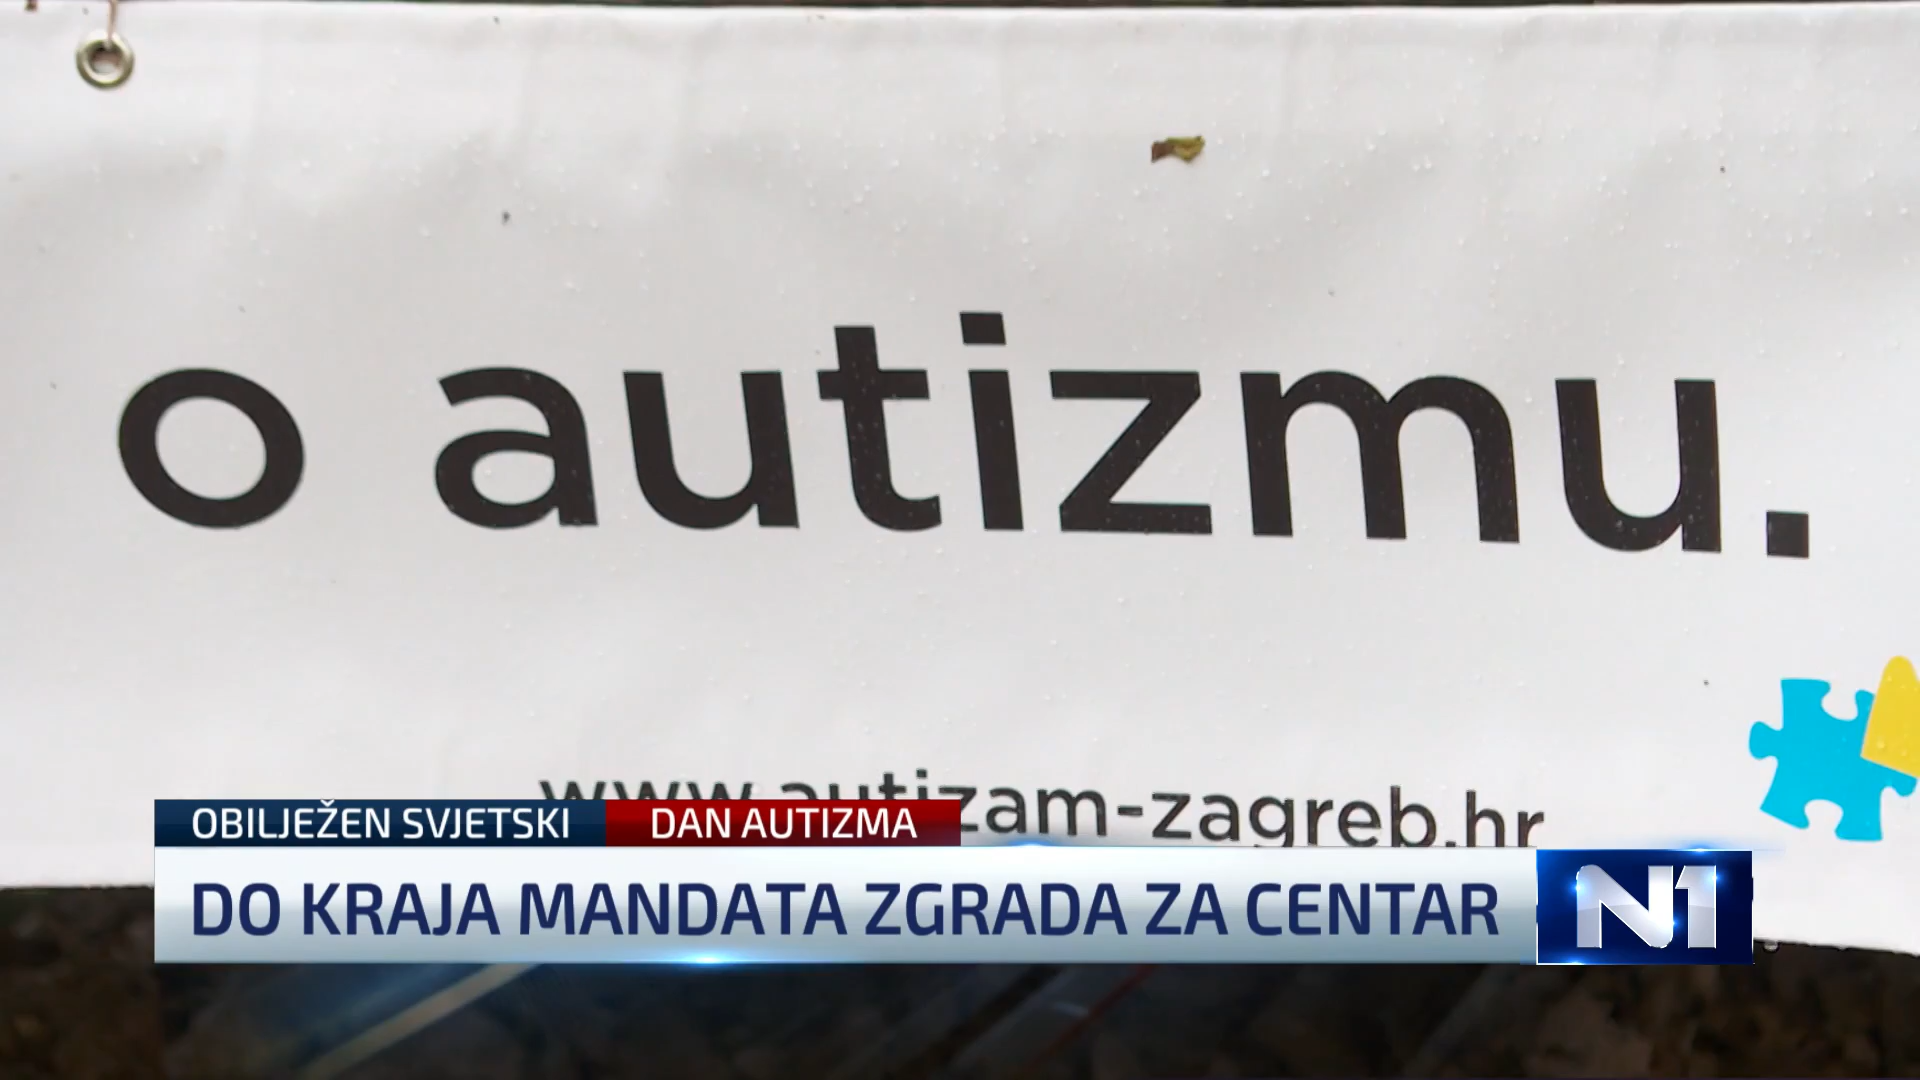 o autizmu.
www.autizam-zagreb.hr
OBILJEŽEN SVJETSKI DAN AUTIZMA
DO KRAJA MANDATA ZGRADA ZA CENTAR
N1